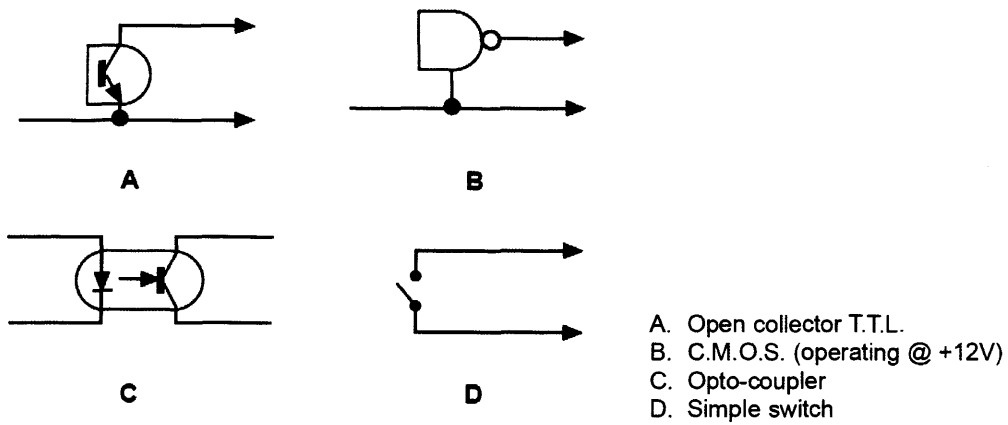 A
B
C
D
A. Open collector T.T.L.
B. C.M.O.S. (operating @ +12V)
C. Opto-coupler
D. Simple switch